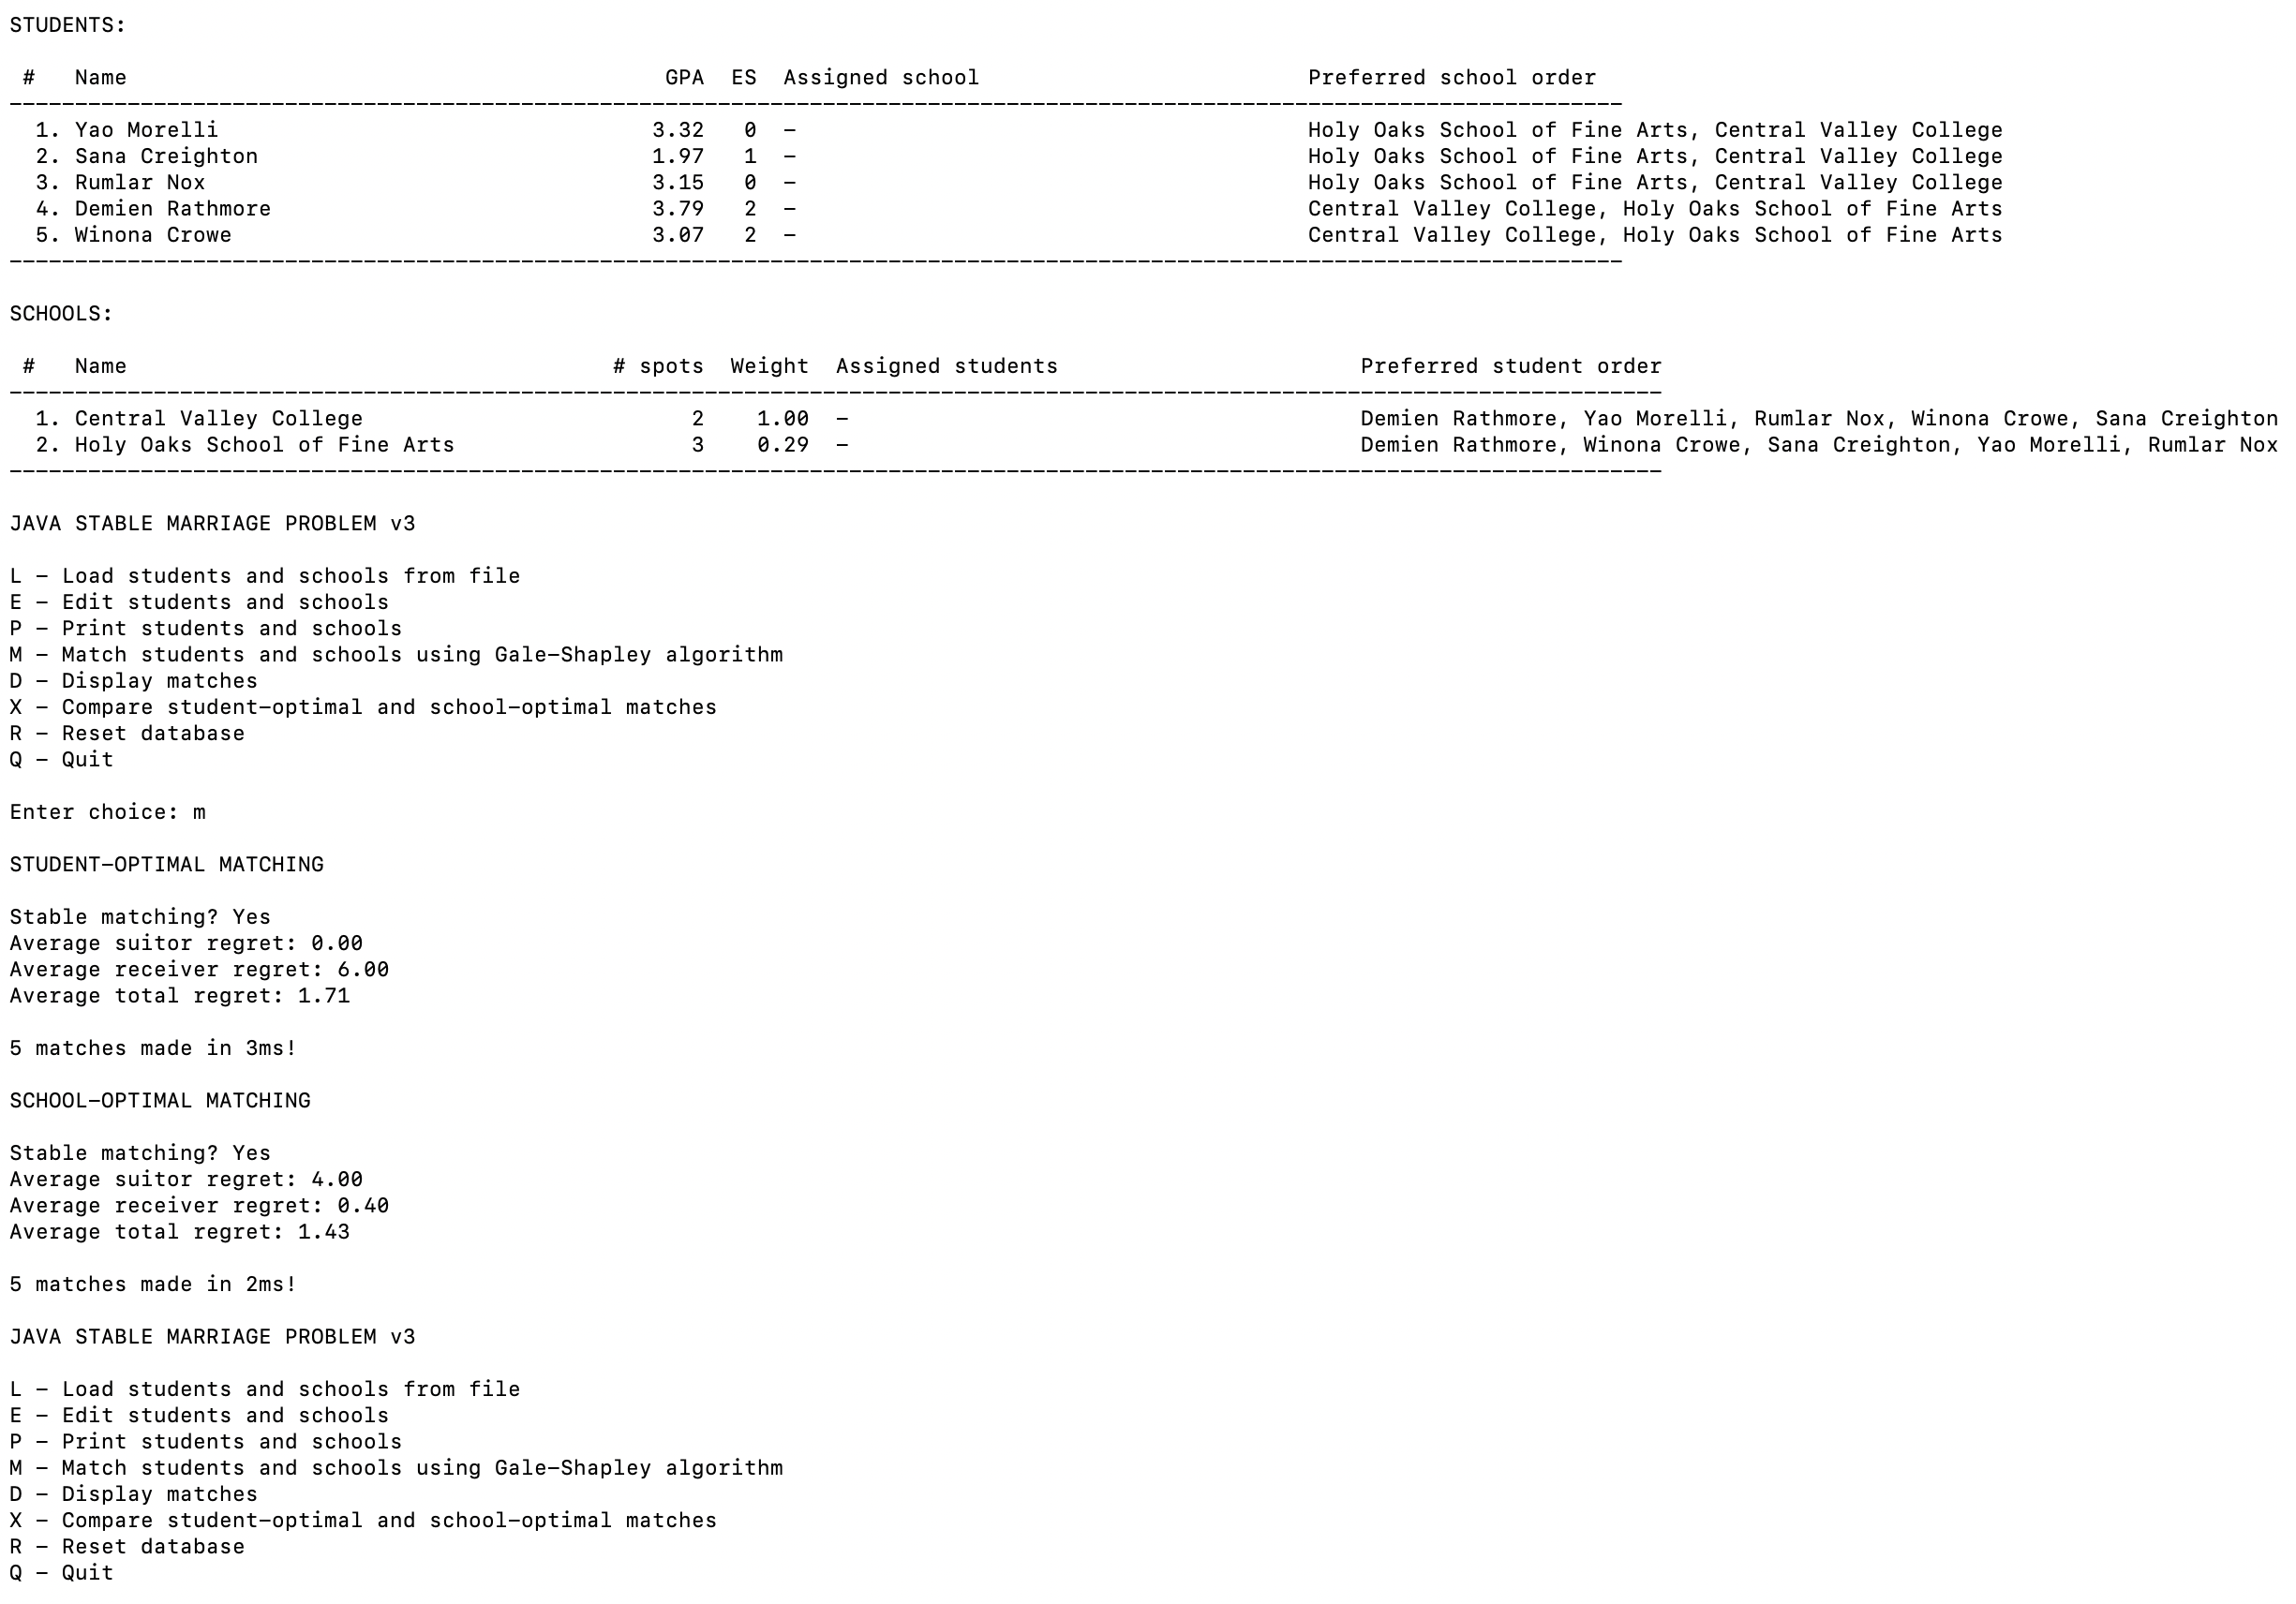 STUDENTS:
 #   Name                                         GPA  ES  Assigned school                         Preferred school order
---------------------------------------------------------------------------------------------------------------------------
  1. Yao Morelli                                 3.32   0  -                                       Holy Oaks School of Fine Arts, Central Valley College
  2. Sana Creighton                              1.97   1  -                                       Holy Oaks School of Fine Arts, Central Valley College
  3. Rumlar Nox                                  3.15   0  -                                       Holy Oaks School of Fine Arts, Central Valley College
  4. Demien Rathmore                             3.79   2  -                                       Central Valley College, Holy Oaks School of Fine Arts
  5. Winona Crowe                                3.07   2  -                                       Central Valley College, Holy Oaks School of Fine Arts
---------------------------------------------------------------------------------------------------------------------------
SCHOOLS:
 #   Name                                     # spots  Weight  Assigned students                       Preferred student order
------------------------------------------------------------------------------------------------------------------------------
  1. Central Valley College                         2    1.00  -                                       Demien Rathmore, Yao Morelli, Rumlar Nox, Winona Crowe, Sana Creighton
  2. Holy Oaks School of Fine Arts                  3    0.29  -                                       Demien Rathmore, Winona Crowe, Sana Creighton, Yao Morelli, Rumlar Nox
------------------------------------------------------------------------------------------------------------------------------
JAVA STABLE MARRIAGE PROBLEM v3
L - Load students and schools from file
E - Edit students and schools
P - Print students and schools
M - Match students and schools using Gale-Shapley algorithm
D - Display matches
X - Compare student-optimal and school-optimal matches
R - Reset database
Q - Quit
Enter choice: m
STUDENT-OPTIMAL MATCHING
Stable matching? Yes
Average suitor regret: 0.00
Average receiver regret: 6.00
Average total regret: 1.71
5 matches made in 3ms!
SCHOOL-OPTIMAL MATCHING
Stable matching? Yes
Average suitor regret: 4.00
Average receiver regret: 0.40
Average total regret: 1.43
5 matches made in 2ms!
JAVA STABLE MARRIAGE PROBLEM v3
L - Load students and schools from file
E - Edit students and schools
P - Print students and schools
M - Match students and schools using Gale-Shapley algorithm
D - Display matches
X - Compare student-optimal and school-optimal matches
R - Reset database
Q - Quit